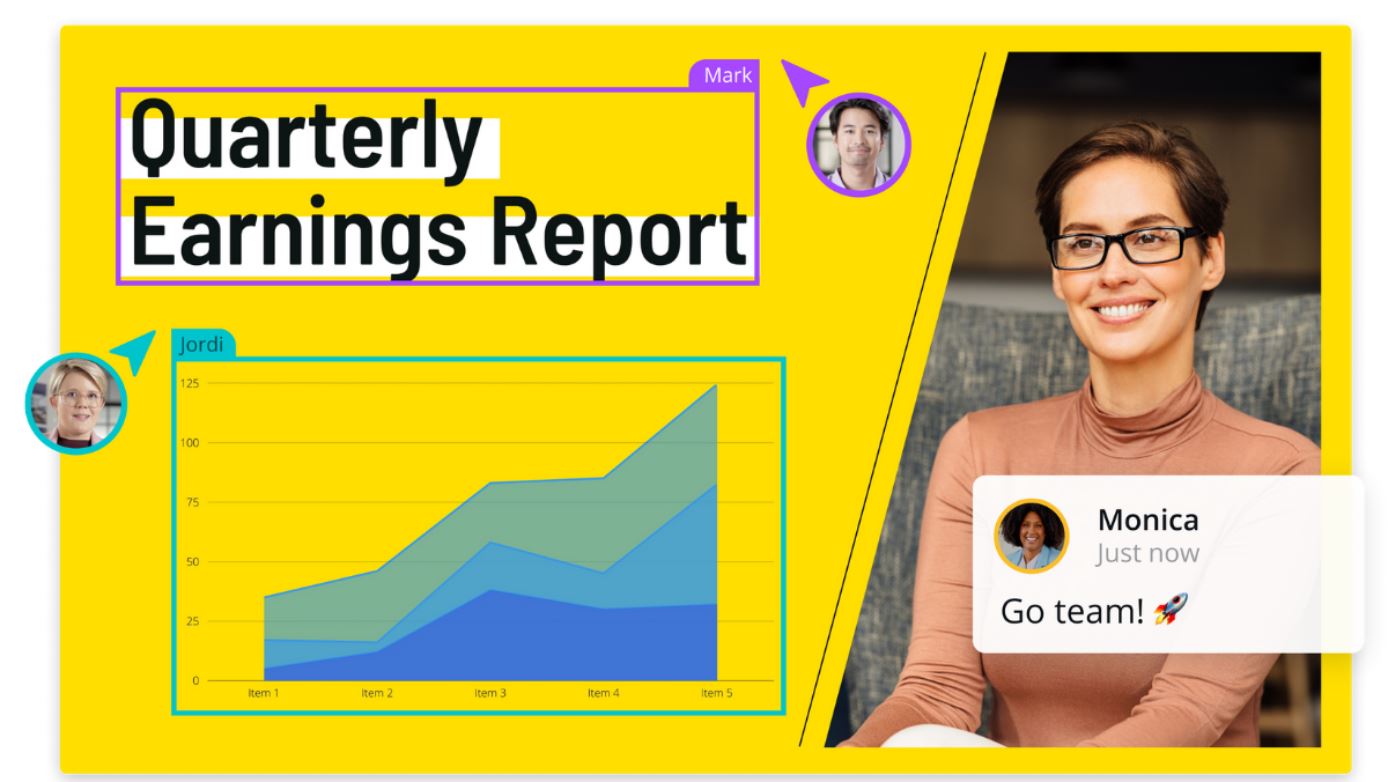 Mark
Quarterly
Earnings Report
Jordi
125
100
75
50
25
0
Item 1 Item 2 Item 3 Item 4 Item 5
Monica
Just now
Go team! 🚀